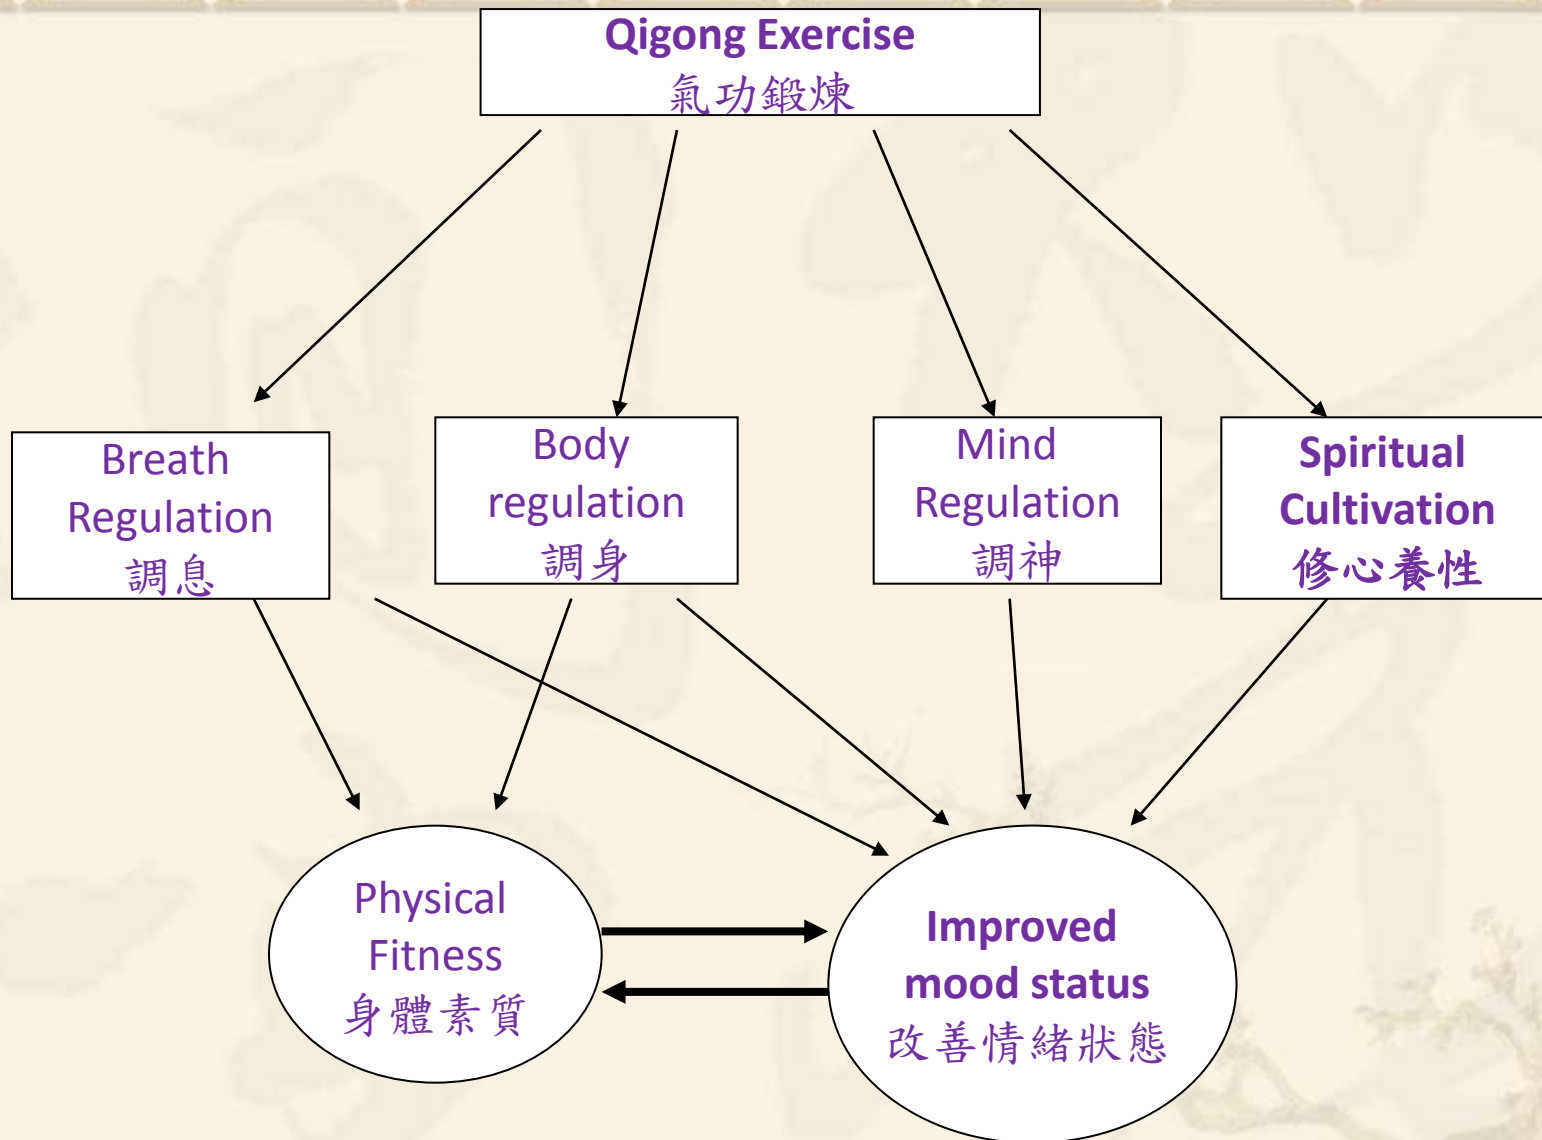 Qigong Exercise
氣功鍛煉
Breath
Regulation
調息
Body
regulation
調身
Mind
Regulation
調神
Spiritual
Cultivation
修心養性
Physical
Fitness
身體素質
Improved
mood status
改善情緒狀態